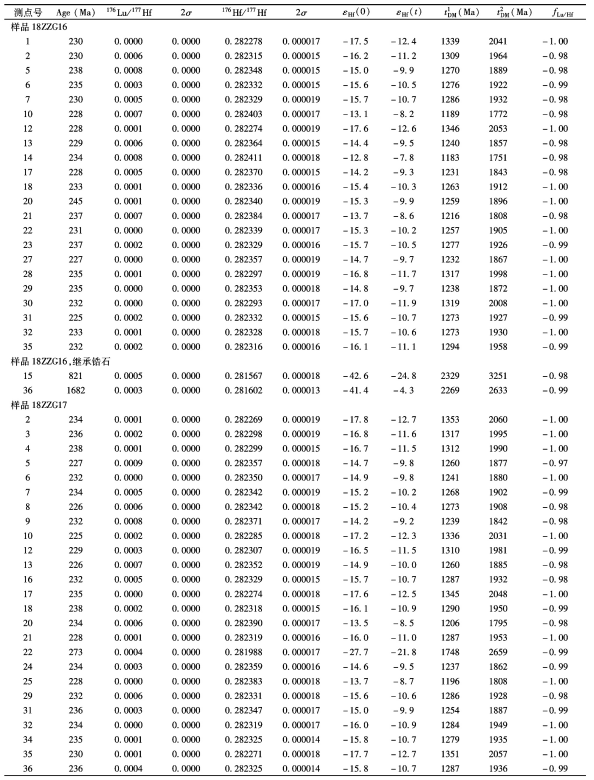 测点号 Age (Ma) ¹⁷⁶Lu/¹⁷⁷Hf 2σ ¹⁷⁶Hf/¹⁷⁷Hf 2σ εHf(0) εHf(t) t¹DM(Ma) t²DM(Ma) fLu/Hf
样品18ZZG16
1 230 0.0000 0.0000 0.282278 0.000017 -17.5 -12.4 1339 2041 -1.00
2 230 0.0006 0.0000 0.282315 0.000015 -16.2 -11.2 1309 1964 -0.98
5 238 0.0008 0.0000 0.282348 0.000015 -15.0 -9.9 1270 1889 -0.98
6 235 0.0003 0.0000 0.282332 0.000015 -15.6 -10.5 1276 1922 -0.99
7 230 0.0005 0.0000 0.282329 0.000019 -15.7 -10.7 1286 1932 -0.98
10 228 0.0007 0.0000 0.282403 0.000017 -13.1 -8.2 1189 1772 -0.98
12 228 0.0001 0.0000 0.282274 0.000019 -17.6 -12.6 1346 2053 -1.00
13 229 0.0006 0.0000 0.282364 0.000015 -14.4 -9.5 1240 1857 -0.98
14 234 0.0008 0.0000 0.282411 0.000018 -12.8 -7.8 1183 1751 -0.98
17 228 0.0005 0.0000 0.282370 0.000015 -14.2 -9.3 1231 1843 -0.98
18 233 0.0001 0.0000 0.282336 0.000016 -15.4 -10.3 1263 1912 -1.00
20 245 0.0001 0.0000 0.282340 0.000019 -15.3 -9.9 1259 1896 -1.00
21 237 0.0007 0.0000 0.282384 0.000017 -13.7 -8.6 1216 1808 -0.98
22 231 0.0000 0.0000 0.282339 0.000017 -15.3 -10.2 1257 1905 -1.00
23 237 0.0002 0.0000 0.282329 0.000016 -15.7 -10.5 1277 1926 -0.99
27 227 0.0000 0.0000 0.282357 0.000019 -14.7 -9.7 1232 1867 -1.00
28 235 0.0001 0.0000 0.282297 0.000019 -16.8 -11.7 1317 1998 -1.00
29 235 0.0000 0.0000 0.282353 0.000018 -14.8 -9.7 1238 1872 -1.00
30 232 0.0000 0.0000 0.282293 0.000017 -17.0 -11.9 1319 2008 -1.00
31 225 0.0002 0.0000 0.282332 0.000015 -15.6 -10.7 1273 1927 -0.99
32 233 0.0001 0.0000 0.282328 0.000018 -15.7 -10.6 1273 1930 -1.00
35 232 0.0002 0.0000 0.282316 0.000016 -16.1 -11.1 1294 1958 -0.99
样品18ZZG16,继承锆石
15 821 0.0005 0.0000 0.281567 0.000018 -42.6 -24.8 2329 3251 -0.98
36 1682 0.0003 0.0000 0.281602 0.000013 -41.4 -4.3 2269 2633 -0.99
样品18ZZG17
2 234 0.0001 0.0000 0.282269 0.000019 -17.8 -12.7 1353 2060 -1.00
3 236 0.0002 0.0000 0.282298 0.000019 -16.8 -11.6 1317 1995 -1.00
4 238 0.0001 0.0000 0.282299 0.000015 -16.7 -11.5 1312 1990 -1.00
5 227 0.0009 0.0000 0.282357 0.000018 -14.7 -9.8 1260 1877 -0.97
6 232 0.0000 0.0000 0.282350 0.000017 -14.9 -9.8 1241 1880 -1.00
7 234 0.0005 0.0000 0.282342 0.000019 -15.2 -10.2 1268 1902 -0.99
8 226 0.0006 0.0000 0.282342 0.000018 -15.2 -10.4 1273 1908 -0.98
9 232 0.0008 0.0000 0.282371 0.000017 -14.2 -9.2 1239 1842 -0.98
10 225 0.0002 0.0000 0.282285 0.000018 -17.2 -12.3 1336 2031 -1.00
12 229 0.0003 0.0000 0.282307 0.000019 -16.5 -11.5 1310 1981 -0.99
13 226 0.0007 0.0000 0.282352 0.000019 -14.9 -10.0 1260 1885 -0.98
16 232 0.0005 0.0000 0.282329 0.000015 -15.7 -10.7 1287 1932 -0.98
17 235 0.0000 0.0000 0.282274 0.000018 -17.6 -12.5 1345 2048 -1.00
18 238 0.0002 0.0000 0.282318 0.000015 -16.1 -10.9 1290 1950 -0.99
20 234 0.0006 0.0000 0.282390 0.000017 -13.5 -8.5 1206 1795 -0.98
21 228 0.0001 0.0000 0.282319 0.000016 -16.0 -11.0 1287 1953 -1.00
22 273 0.0004 0.0000 0.281988 0.000017 -27.7 -21.8 1748 2659 -0.99
24 234 0.0003 0.0000 0.282359 0.000016 -14.6 -9.5 1237 1862 -0.99
25 228 0.0000 0.0000 0.282383 0.000018 -13.7 -8.7 1196 1808 -1.00
29 232 0.0006 0.0000 0.282331 0.000018 -15.6 -10.6 1286 1928 -0.98
31 236 0.0003 0.0000 0.282347 0.000017 -15.0 -9.9 1254 1887 -0.99
32 234 0.0000 0.0000 0.282319 0.000017 -16.0 -10.9 1284 1949 -1.00
34 235 0.0001 0.0000 0.282325 0.000014 -15.8 -10.7 1279 1935 -1.00
35 230 0.0001 0.0000 0.282271 0.000018 -17.7 -12.7 1351 2057 -1.00
36 236 0.0004 0.0000 0.282325 0.000014 -15.8 -10.7 1287 1936 -0.99